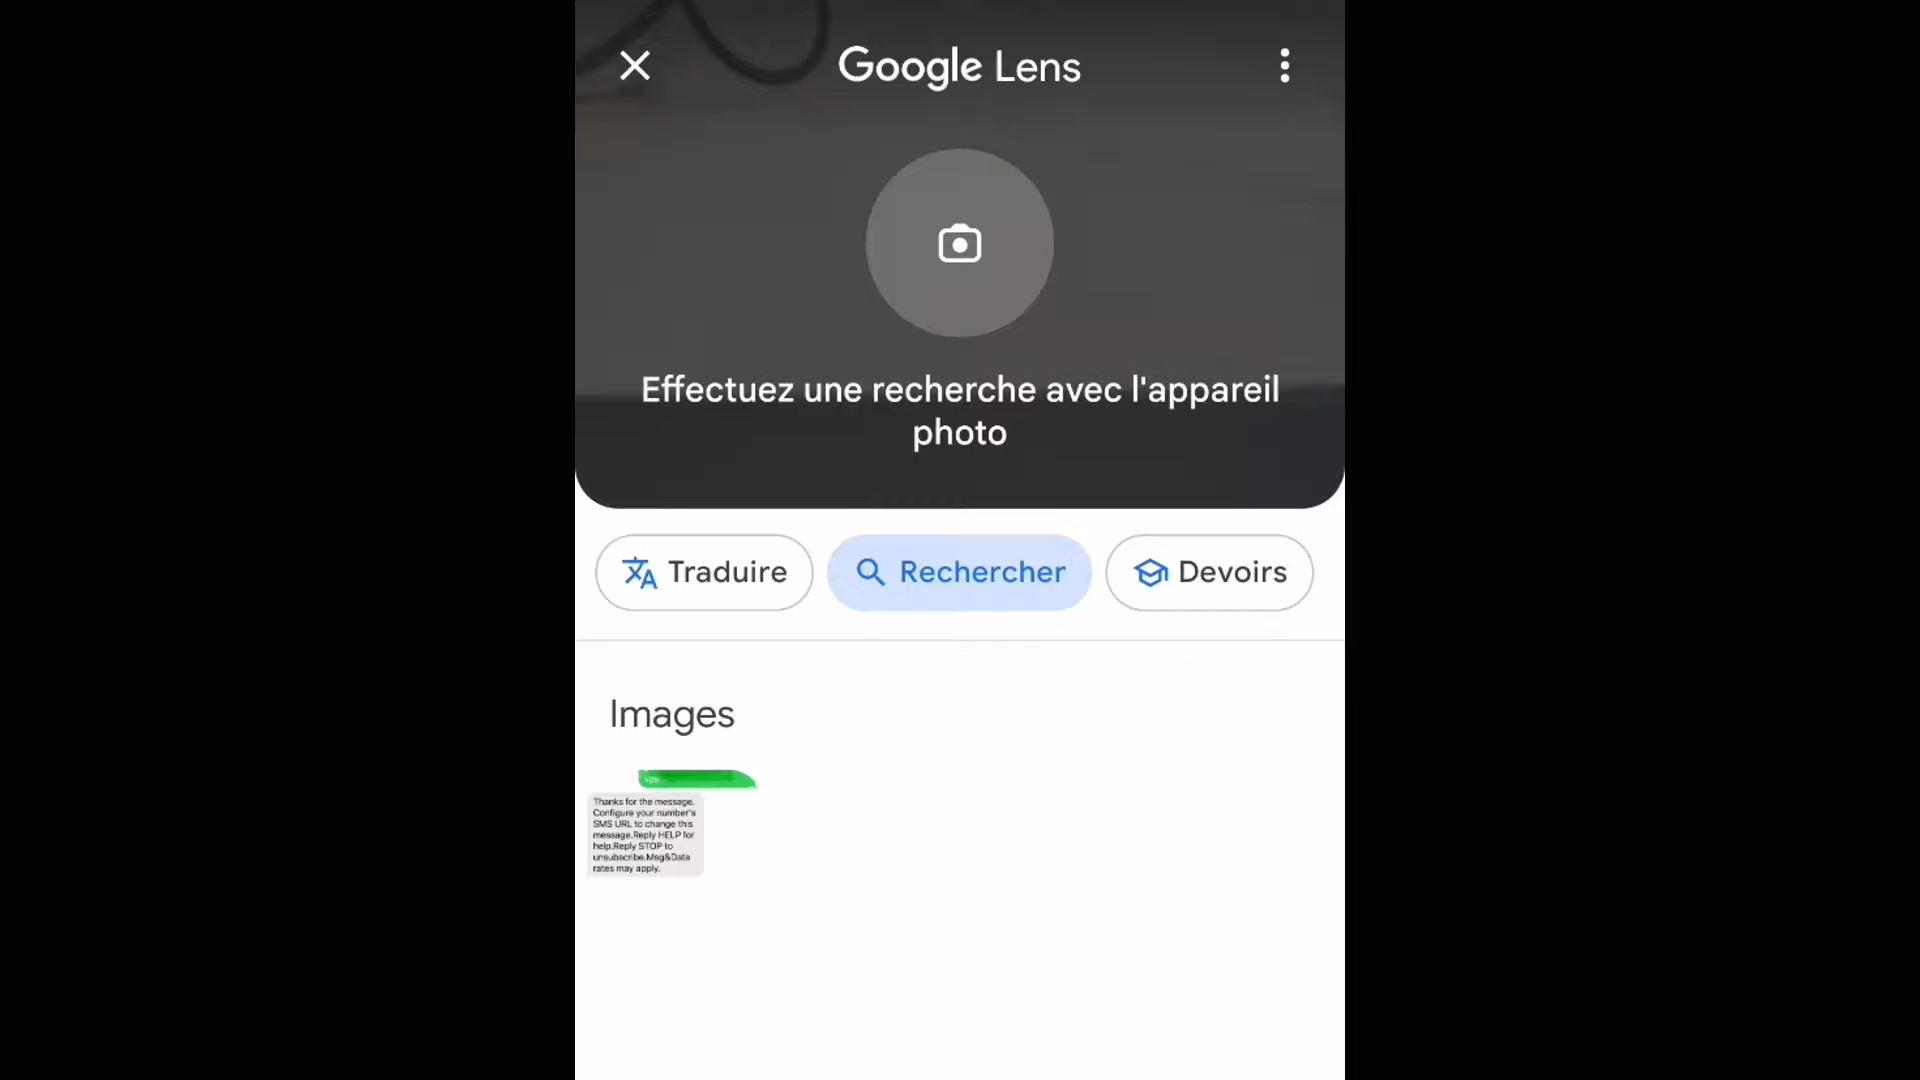 Google Lens
Effectuez une recherche avec l'appareil
photo
Traduire
Rechercher
Devoirs
Images
Thanks for the message.
Configure your number's
SMS URL to change this
message.Reply HELP for
help.Reply STOP to
unsubscribe.Msg&Data
rates may apply.